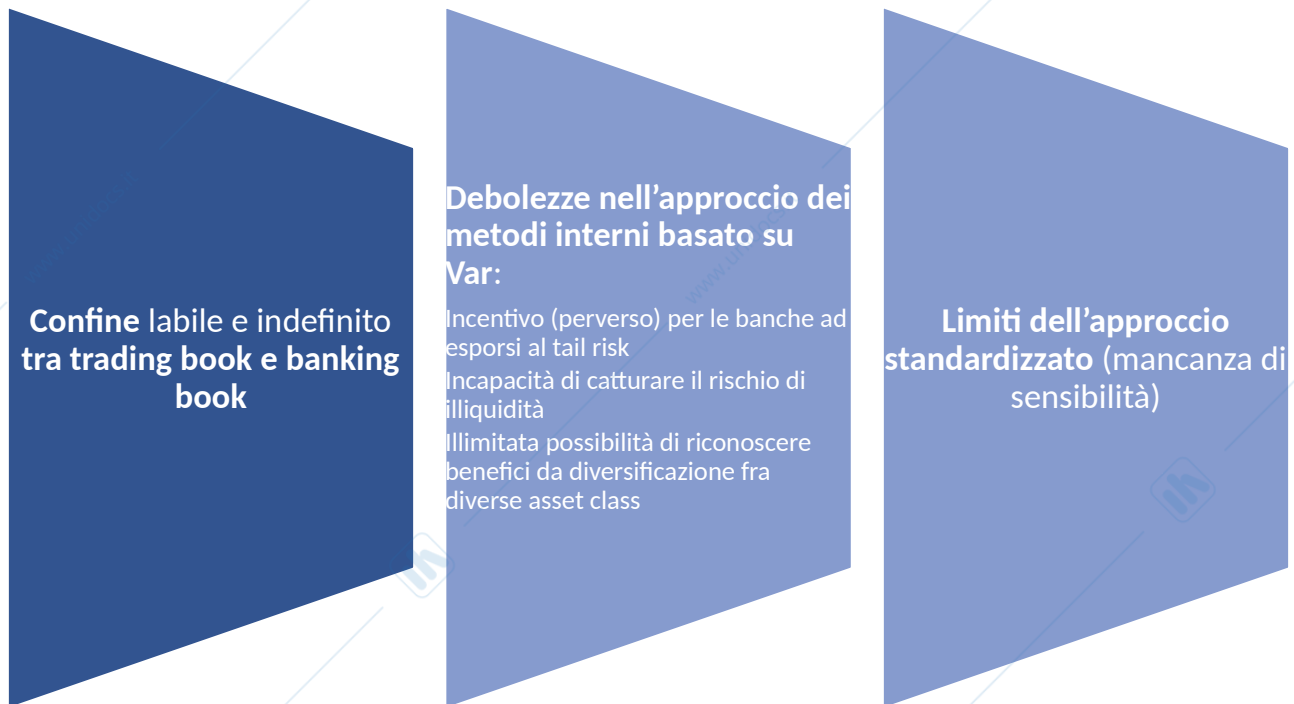 Confine labile e indefinito
tra trading book e banking
book
Debolezze nell’approccio dei
metodi interni basato su
Var:
Incentivo (perverso) per le banche ad
esporsi al tail risk
Incapacità di catturare il rischio di
illiquidità
Illimitata possibilità di riconoscere
benefici da diversificazione fra
diverse asset class
Limiti dell’approccio
standardizzato (mancanza di
sensibilità)